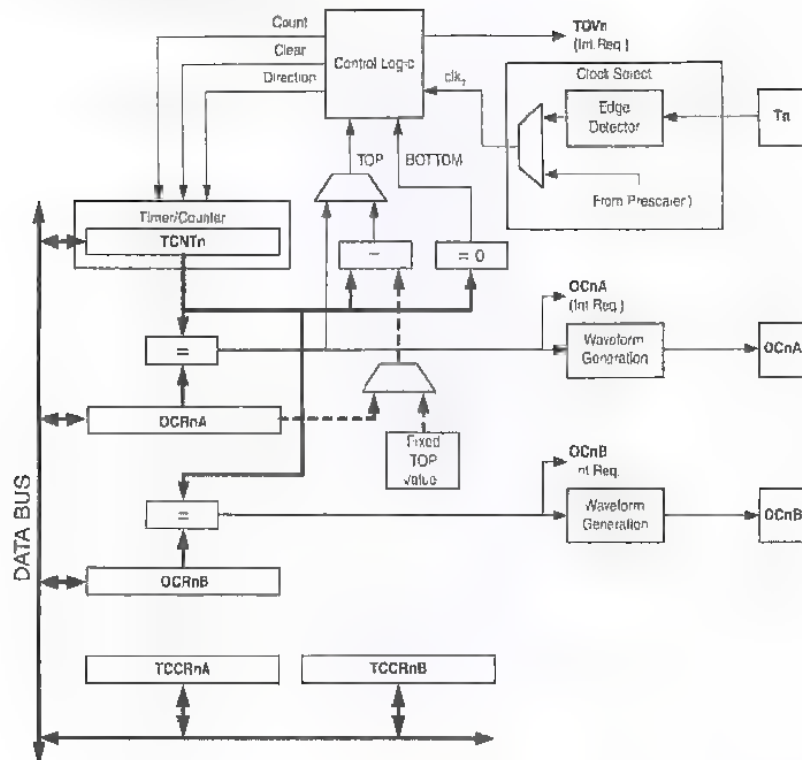 Count
Clear
Direction
Control Logic
TOVn
(Int.Req.)
clkT
Clock Select
Edge
Detector
Tn
From Prescaler)
TOP
BOTTOM
Timer/Counter
TCNTn
=
= 0
OCnA
(Int Req.)
=
Waveform
Generation
OCnA
OCRnA
Fixed
TOP
value
OCnB
Int Req.
=
Waveform
Generation
OCnB
DATA BUS
OCRnB
TCCRnA
TCCRnB